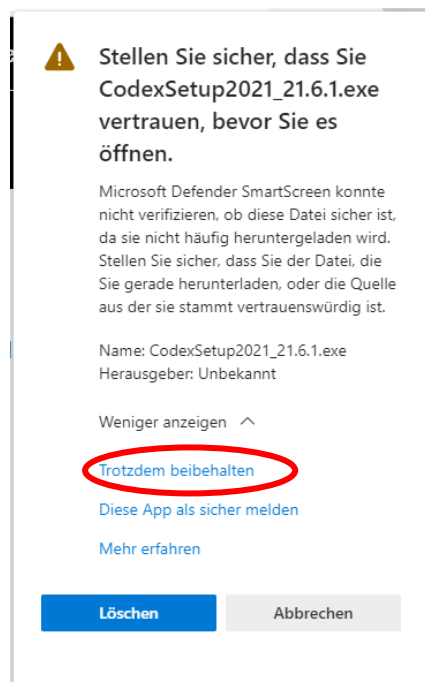 Stellen Sie sicher, dass Sie
CodexSetup2021_21.6.1.exe
vertrauen, bevor Sie es
öffnen.
Microsoft Defender SmartScreen konnte
nicht verifizieren, ob diese Datei sicher ist,
da sie nicht häufig heruntergeladen wird.
Stellen Sie sicher, dass Sie der Datei, die
Sie gerade herunterladen, oder die Quelle
aus der sie stammt vertrauenswürdig ist.
Name: CodexSetup2021_21.6.1.exe
Herausgeber: Unbekannt
Weniger anzeigen
Trotzdem beibehalten
Diese App als sicher melden
Mehr erfahren
Löschen Abbrechen